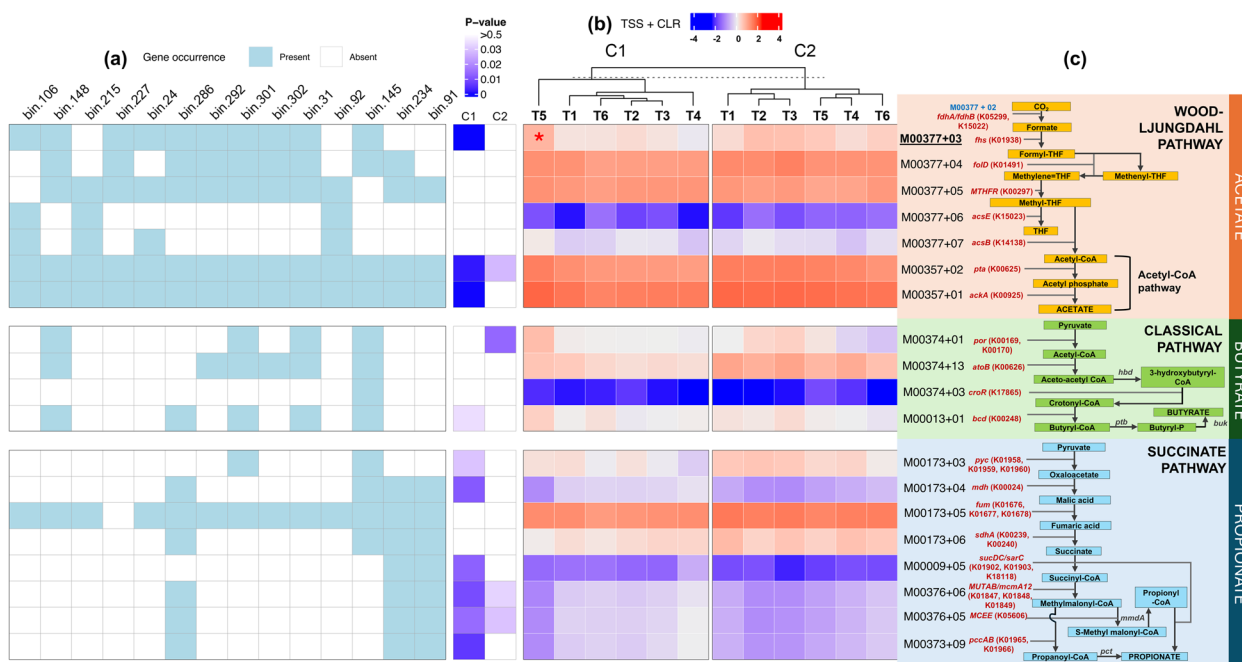 (a)
Gene occurrence
Present
Absent
P-value
>0.5
0.03
0.02
0.01
0
(b)
TSS + CLR
-4
-2
0
2
4
C1
C2
(c)
bin.106
bin.148
bin.215
bin.227
bin.24
bin.286
bin.292
bin.301
bin.302
bin.31
bin.92
bin.145
bin.234
bin.91
C1
C2
T5
T1
T6
T2
T3
T4
T1
T2
T3
T5
T4
T6
*
M00377 + 02
fdhA/fdhB (K05299,
K15022)
M00377+03
fhs (K01938)
M00377+04
folD (K01491)
M00377+05
MTHFR (K00297)
M00377+06
acsE (K15023)
M00377+07
acsB (K14138)
M00357+02
pta (K00625)
M00357+01
ackA (K00925)
CO2
Formate
Formyl-THF
Methylene=THF
Methenyl-THF
Methyl-THF
THF
Acetyl-CoA
Acetyl phosphate
ACETATE
WOOD-
LJUNGDAHL
PATHWAY
Acetyl-CoA
pathway
ACETATE
M00374+01
por (K00169,
K00170)
M00374+13
atoB (K00626)
M00374+03
croR (K17865)
M00013+01
bcd (K00248)
Pyruvate
Acetyl-CoA
Aceto-acetyl CoA
hbd
3-hydroxybutyryl-
CoA
Crotonyl-CoA
Butyryl-CoA
ptb
Butyryl-P
buk
BUTYRATE
CLASSICAL
PATHWAY
BUTYRATE
M00173+03
pyc (K01958,
K01959, K01960)
M00173+04
mdh (K00024)
M00173+05
fum (K01676,
K01677, K01678)
M00173+06
sdhA (K00239,
K00240)
M00009+05
sucDC/sarC
(K01902, K01903,
K18118)
M00376+06
MUTAB/mcmA12
(K01847, K01848,
K01849)
M00376+05
MCEE (K05606)
M00373+09
pccAB (K01965,
K01966)
Pyruvate
Oxaloacetate
Malic acid
Fumaric acid
Succinate
Succinyl-CoA
Methylmalonyl-CoA
mmdA
Propionyl
-CoA
S-Methyl malonyl-CoA
Propanoyl-CoA
pct
PROPIONATE
SUCCINATE
PATHWAY
PROPIONATE